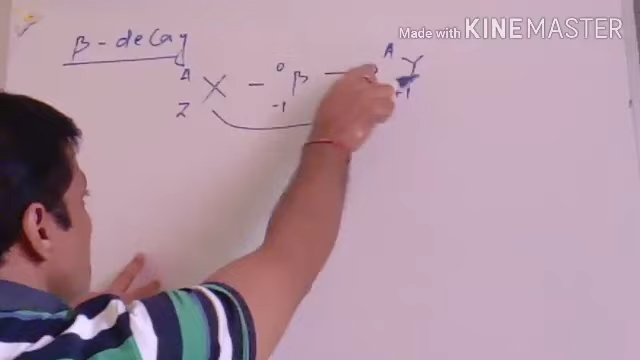 Made with KINEMASTER
β-decay
A X - 0 β — A Y
Z -1 +1